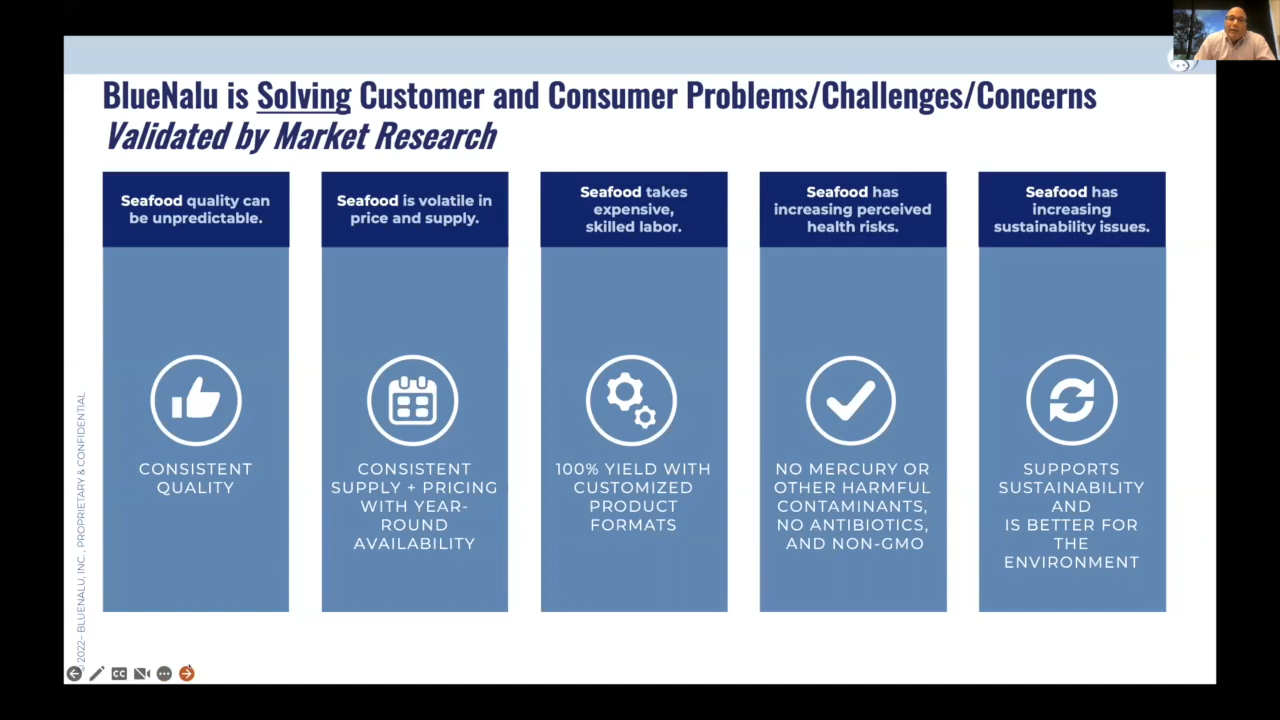 BlueNalu is Solving Customer and Consumer Problems/Challenges/Concerns
Validated by Market Research
Seafood quality can
be unpredictable.
CONSISTENT
QUALITY
Seafood is volatile in
price and supply.
CONSISTENT
SUPPLY + PRICING
WITH YEAR-
ROUND
AVAILABILITY
Seafood takes
expensive,
skilled labor.
100% YIELD WITH
CUSTOMIZED
PRODUCT
FORMATS
Seafood has
increasing perceived
health risks.
NO MERCURY OR
OTHER HARMFUL
CONTAMINANTS,
NO ANTIBIOTICS,
AND NON-GMO
Seafood has
increasing
sustainability issues.
SUPPORTS
SUSTAINABILITY
AND
IS BETTER FOR
THE
ENVIRONMENT
© 2022– BLUENALU, INC., PROPRIETARY & CONFIDENTIAL
CC